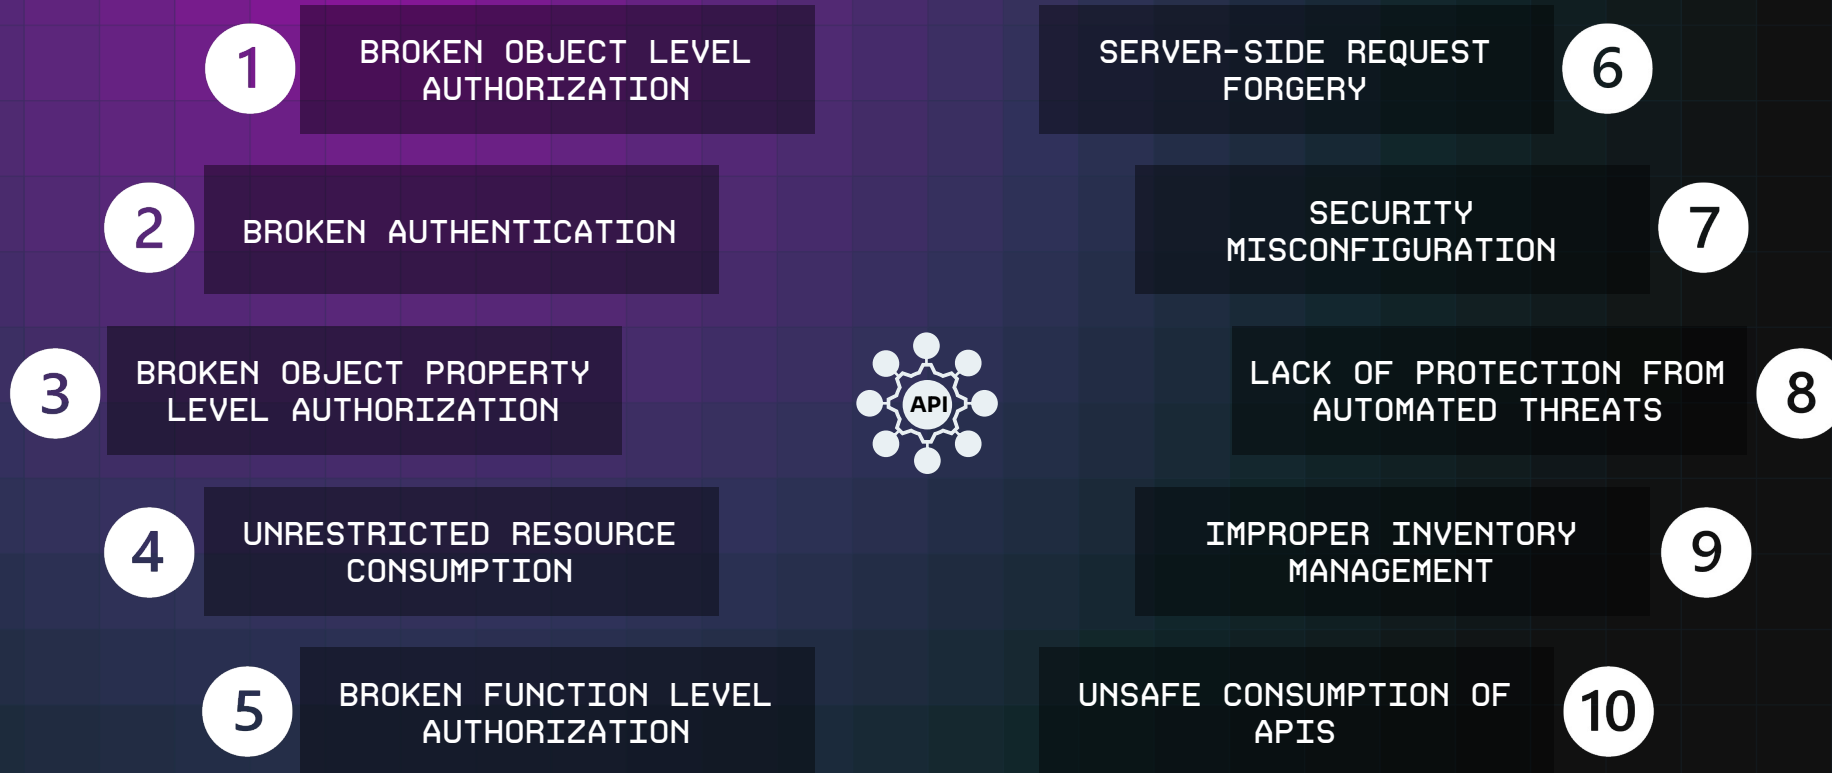 1
BROKEN OBJECT LEVEL
AUTHORIZATION
2
BROKEN AUTHENTICATION
3
BROKEN OBJECT PROPERTY
LEVEL AUTHORIZATION
4
UNRESTRICTED RESOURCE
CONSUMPTION
5
BROKEN FUNCTION LEVEL
AUTHORIZATION
API
SERVER-SIDE REQUEST
FORGERY
6
SECURITY
MISCONFIGURATION
7
LACK OF PROTECTION FROM
AUTOMATED THREATS
8
IMPROPER INVENTORY
MANAGEMENT
9
UNSAFE CONSUMPTION OF
APIS
10